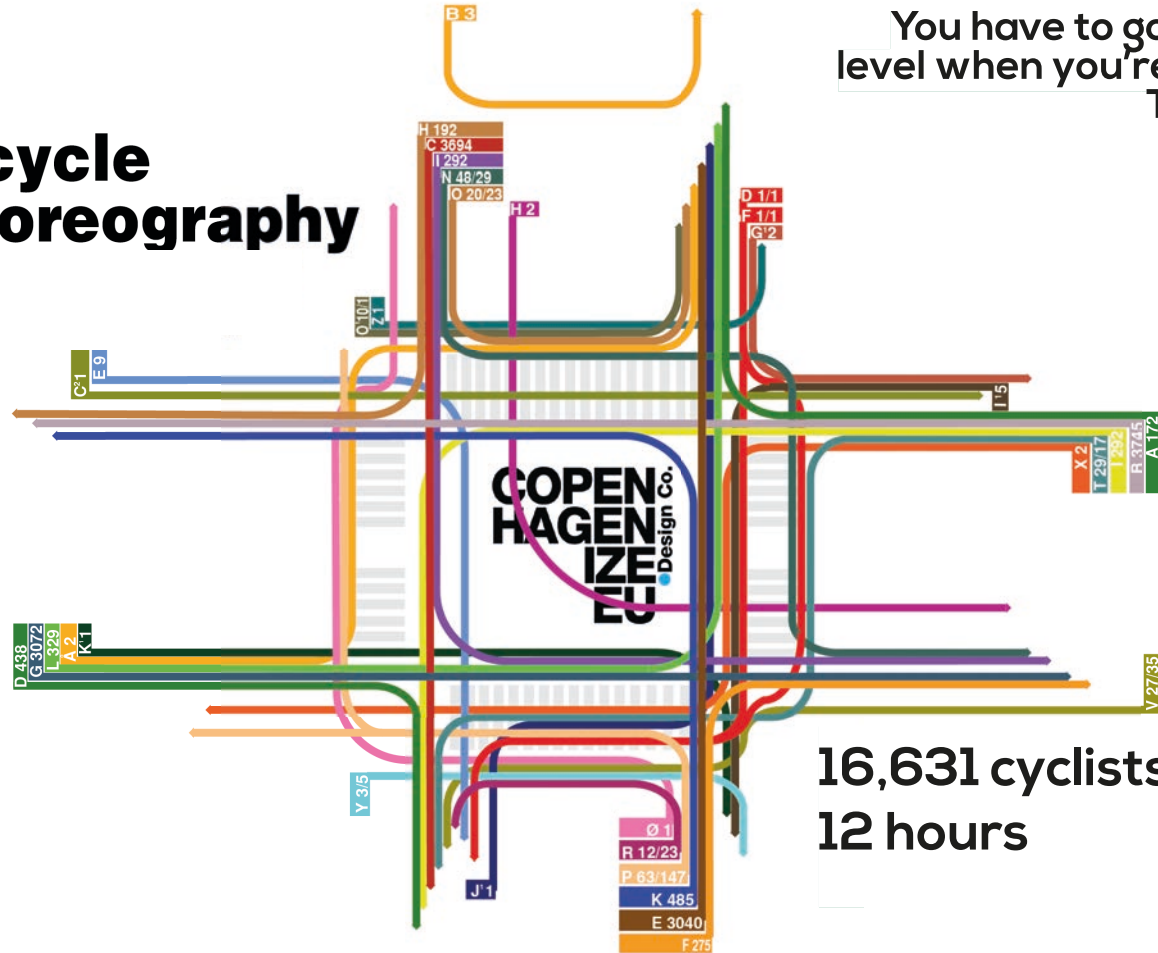 B 3
You have to go
level when you're
T
cycle
oreography
H 192
C 3694
I 292
N 48/29
O 20/23
H 2
D 1/1
F 1/1
G'2
O'10/1
Z 1
C²1
E 9
I'5
X 2
T 29/17
I 292
R 3745
A 172
COPEN
HAGEN
IZE
EU
Design Co.
D 438
G 3072
L 329
A 2
K'1
V 27/35
16,631 cyclists
12 hours
Y 3/5
J'1
Ø 1
R 12/23
P 63/147
K 485
E 3040
F 275